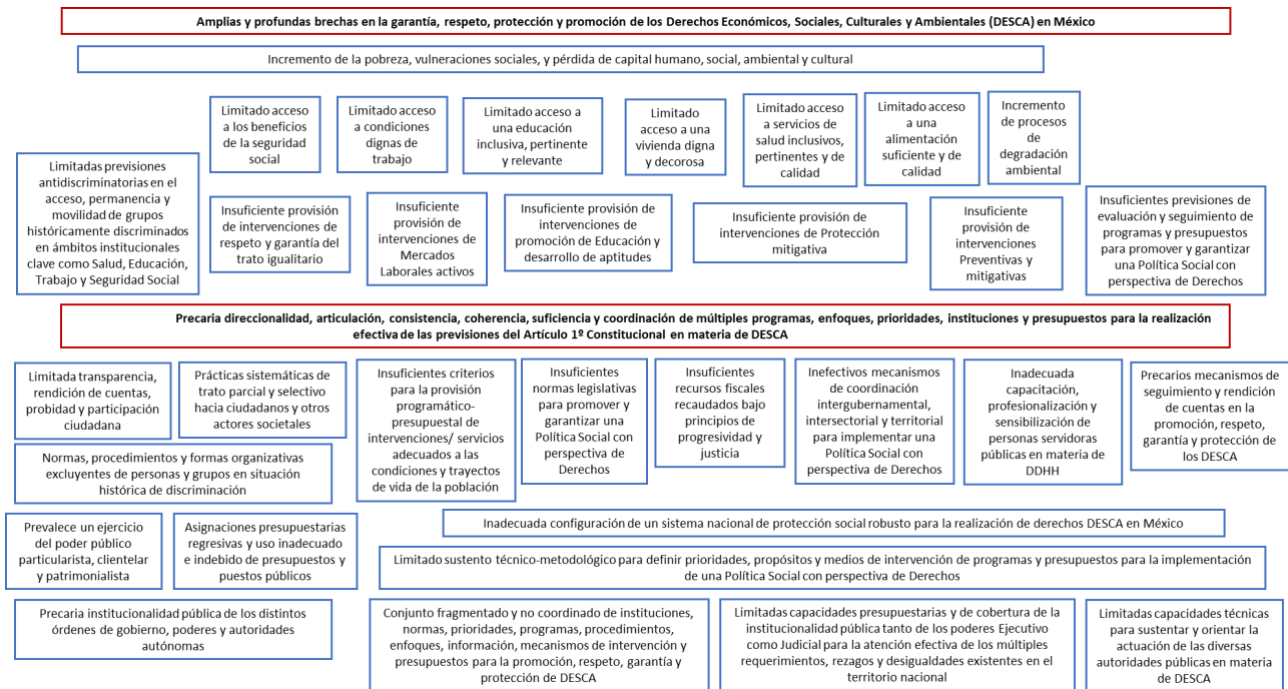 Amplias y profundas brechas en la garantía, respeto, protección y promoción de los Derechos Económicos, Sociales, Culturales y Ambientales (DESCA) en México
Incremento de la pobreza, vulneraciones sociales, y pérdida de capital humano, social, ambiental y cultural
Limitadas previsiones
antidiscriminatorias en el
acceso, permanencia y
movilidad de grupos
históricamente discriminados
en ámbitos institucionales
clave como Salud, Educación,
Trabajo y Seguridad Social
Limitado acceso
a los beneficios
de la seguridad
social
Limitado acceso
a condiciones
dignas de
trabajo
Limitado acceso a
una educación
inclusiva, pertinente
y relevante
Limitado
acceso a una
vivienda digna
y decorosa
Limitado acceso
a servicios de
salud inclusivos,
pertinentes y de
calidad
Limitado acceso
a una
alimentación
suficiente y de
calidad
Incremento
de procesos
de
degradación
ambiental
Insuficiente provisión
de intervenciones de
respeto y garantía del
trato igualitario
Insuficiente
provisión de
intervenciones de
Mercados
Laborales activos
Insuficiente provisión de
intervenciones de
promoción de Educación y
desarrollo de aptitudes
Insuficiente provisión de
intervenciones de Protección
mitigativa
Insuficiente
provisión de
intervenciones
Preventivas y
mitigativas
Insuficientes previsiones de
evaluación y seguimiento de
programas y presupuestos
para promover y garantizar
una Política Social con
perspectiva de Derechos
Precaria direccionalidad, articulación, consistencia, coherencia, suficiencia y coordinación de múltiples programas, enfoques, prioridades, instituciones y presupuestos para la realización
efectiva de las previsiones del Artículo 1º Constitucional en materia de DESCA
Limitada transparencia,
rendición de cuentas,
probidad y participación
ciudadana
Prácticas sistemáticas de
trato parcial y selectivo
hacia ciudadanos y otros
actores societales
Insuficientes criterios
para la provisión
programático-
presupuestal de
intervenciones/ servicios
adecuados a las
condiciones y trayectos
de vida de la población
Insuficientes
normas legislativas
para promover y
garantizar una
Política Social con
perspectiva de
Derechos
Insuficientes
recursos fiscales
recaudados bajo
principios de
progresividad y
justicia
Inefectivos mecanismos
de coordinación
intergubernamental,
intersectorial y territorial
para implementar una
Política Social con
perspectiva de Derechos
Inadecuada
capacitación,
profesionalización y
sensibilización de
personas servidoras
públicas en materia de
DDHH
Precarios mecanismos de
seguimiento y rendición
de cuentas en la
promoción, respeto,
garantía y protección de
los DESCA
Normas, procedimientos y formas organizativas
excluyentes de personas y grupos en situación
histórica de discriminación
Prevalece un ejercicio
del poder público
particularista, clientelar
y patrimonialista
Asignaciones presupuestarias
regresivas y uso inadecuado
e indebido de presupuestos y
puestos públicos
Inadecuada configuración de un sistema nacional de protección social robusto para la realización de derechos DESCA en México
Limitado sustento técnico-metodológico para definir prioridades, propósitos y medios de intervención de programas y presupuestos para la implementación
de una Política Social con perspectiva de Derechos
Precaria institucionalidad pública de los distintos
órdenes de gobierno, poderes y autoridades
autónomas
Conjunto fragmentado y no coordinado de instituciones,
normas, prioridades, programas, procedimientos,
enfoques, información, mecanismos de intervención y
presupuestos para la promoción, respeto, garantía y
protección de DESCA
Limitadas capacidades presupuestarias y de cobertura de la
institucionalidad pública tanto de los poderes Ejecutivo
como Judicial para la atención efectiva de los múltiples
requerimientos, rezagos y desigualdades existentes en el
territorio nacional
Limitadas capacidades técnicas
para sustentar y orientar la
actuación de las diversas
autoridades públicas en materia
de DESCA